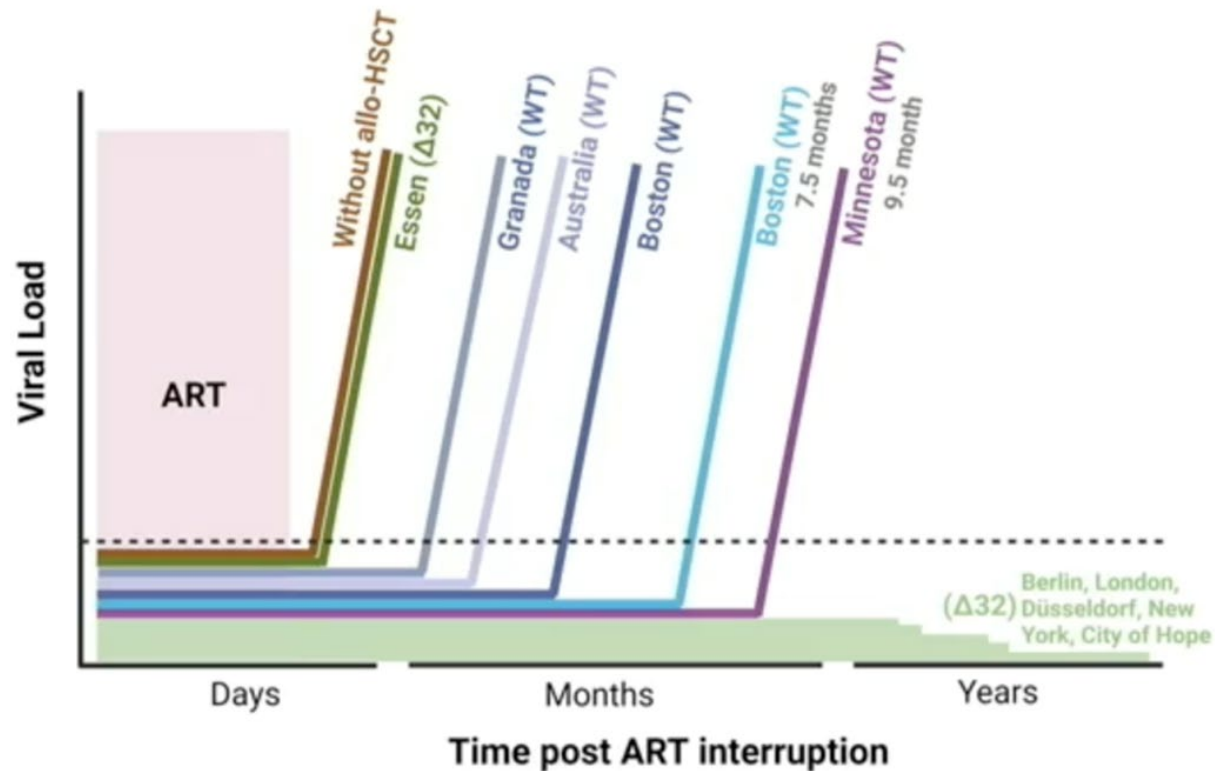 Without allo-HSCT
Essen (Δ32)
Granada (WT)
Australia (WT)
Boston (WT)
Boston (WT)
7.5 months
Minnesota (WT)
9.5 month
Viral Load
ART
(Δ32)
Berlin, London,
Düsseldorf, New
York, City of Hope
Days
Months
Years
Time post ART interruption